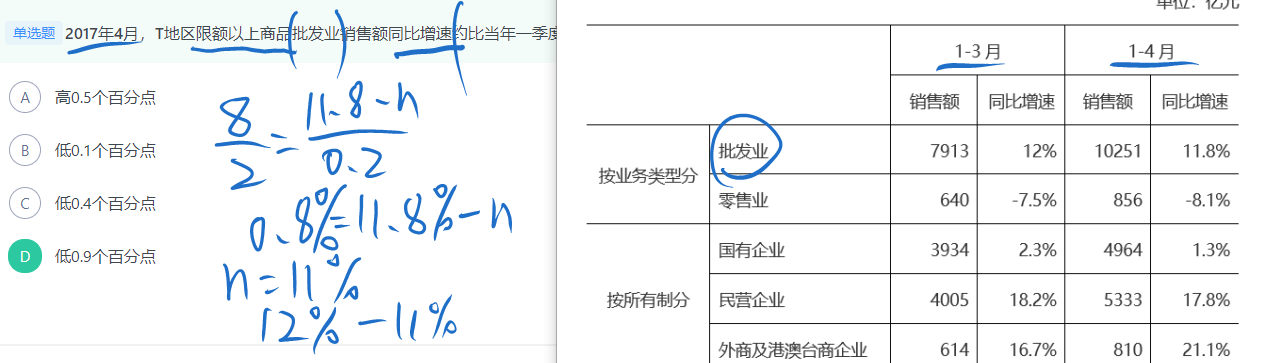 单选题 2017年4月，T地区限额以上商品批发业销售额同比增速约比当年一季度
A 高0.5个百分点
B 低0.1个百分点
C 低0.4个百分点
D 低0.9个百分点
8/2 = 11.8-n/0.2
0.8%=11.8%-n
n=11%
12%-11%
单位：亿元
1-3月 1-4月
销售额 同比增速 销售额 同比增速
按业务类型分 批发业 7913 12% 10251 11.8%
零售业 640 -7.5% 856 -8.1%
按所有制分 国有企业 3934 2.3% 4964 1.3%
民营企业 4005 18.2% 5333 17.8%
外商及港澳台商企业 614 16.7% 810 21.1%